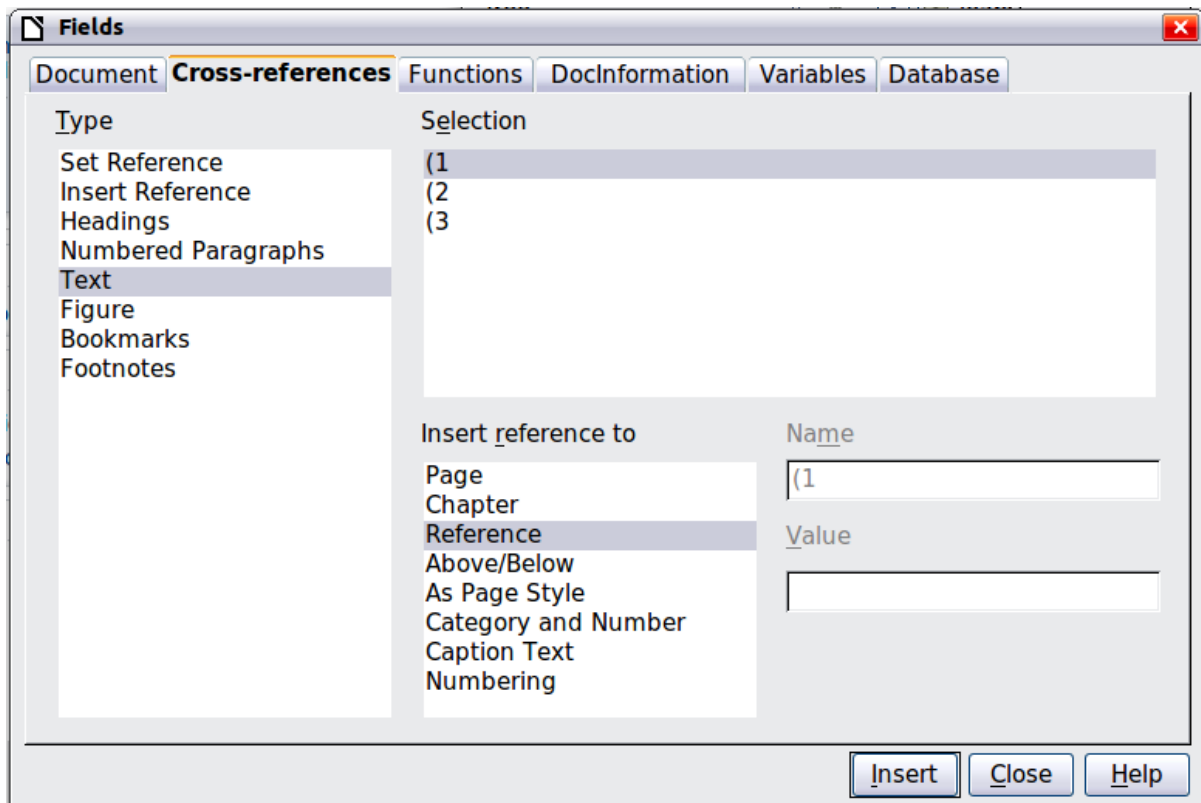 Fields
Document Cross-references Functions DocInformation Variables Database
Type
Set Reference
Insert Reference
Headings
Numbered Paragraphs
Text
Figure
Bookmarks
Footnotes
Selection
(1
(2
(3
Insert reference to
Page
Chapter
Reference
Above/Below
As Page Style
Category and Number
Caption Text
Numbering
Name
(1
Value
Insert Close Help